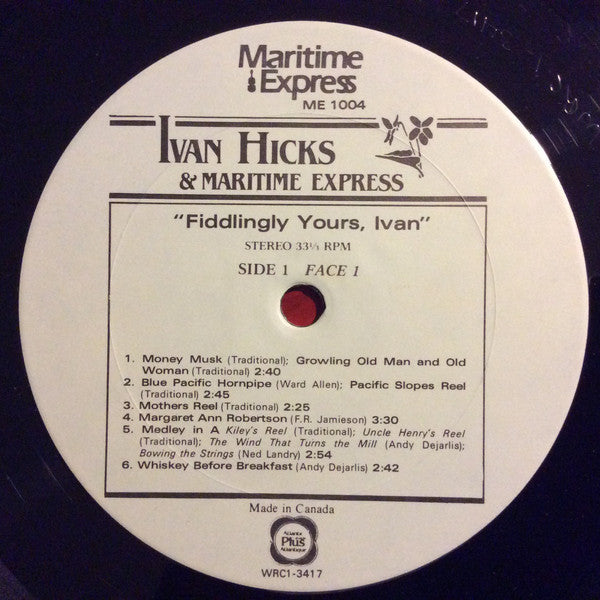 Maritime
Express
ME 1004
IVAN HICKS
& MARITIME EXPRESS
"Fiddlingly Yours, Ivan"
STEREO 33⅓ RPM
SIDE 1 FACE 1
1. Money Musk (Traditional); Growling Old Man and Old
Woman (Traditional) 2:40
2. Blue Pacific Hornpipe (Ward Allen); Pacific Slopes Reel
(Traditional) 2:45
3. Mothers Reel (Traditional) 2:25
4. Margaret Ann Robertson (F.R. Jamieson) 3:30
5. Medley in A Kiley's Reel (Traditional); Uncle Henry's Reel
(Traditional); The Wind That Turns the Mill (Andy Dejarlis);
Bowing the Strings (Ned Landry) 2:54
6. Whiskey Before Breakfast (Andy Dejarlis) 2:42
Made in Canada
Atlantic
Plus
Atlantique
WRC1-3417